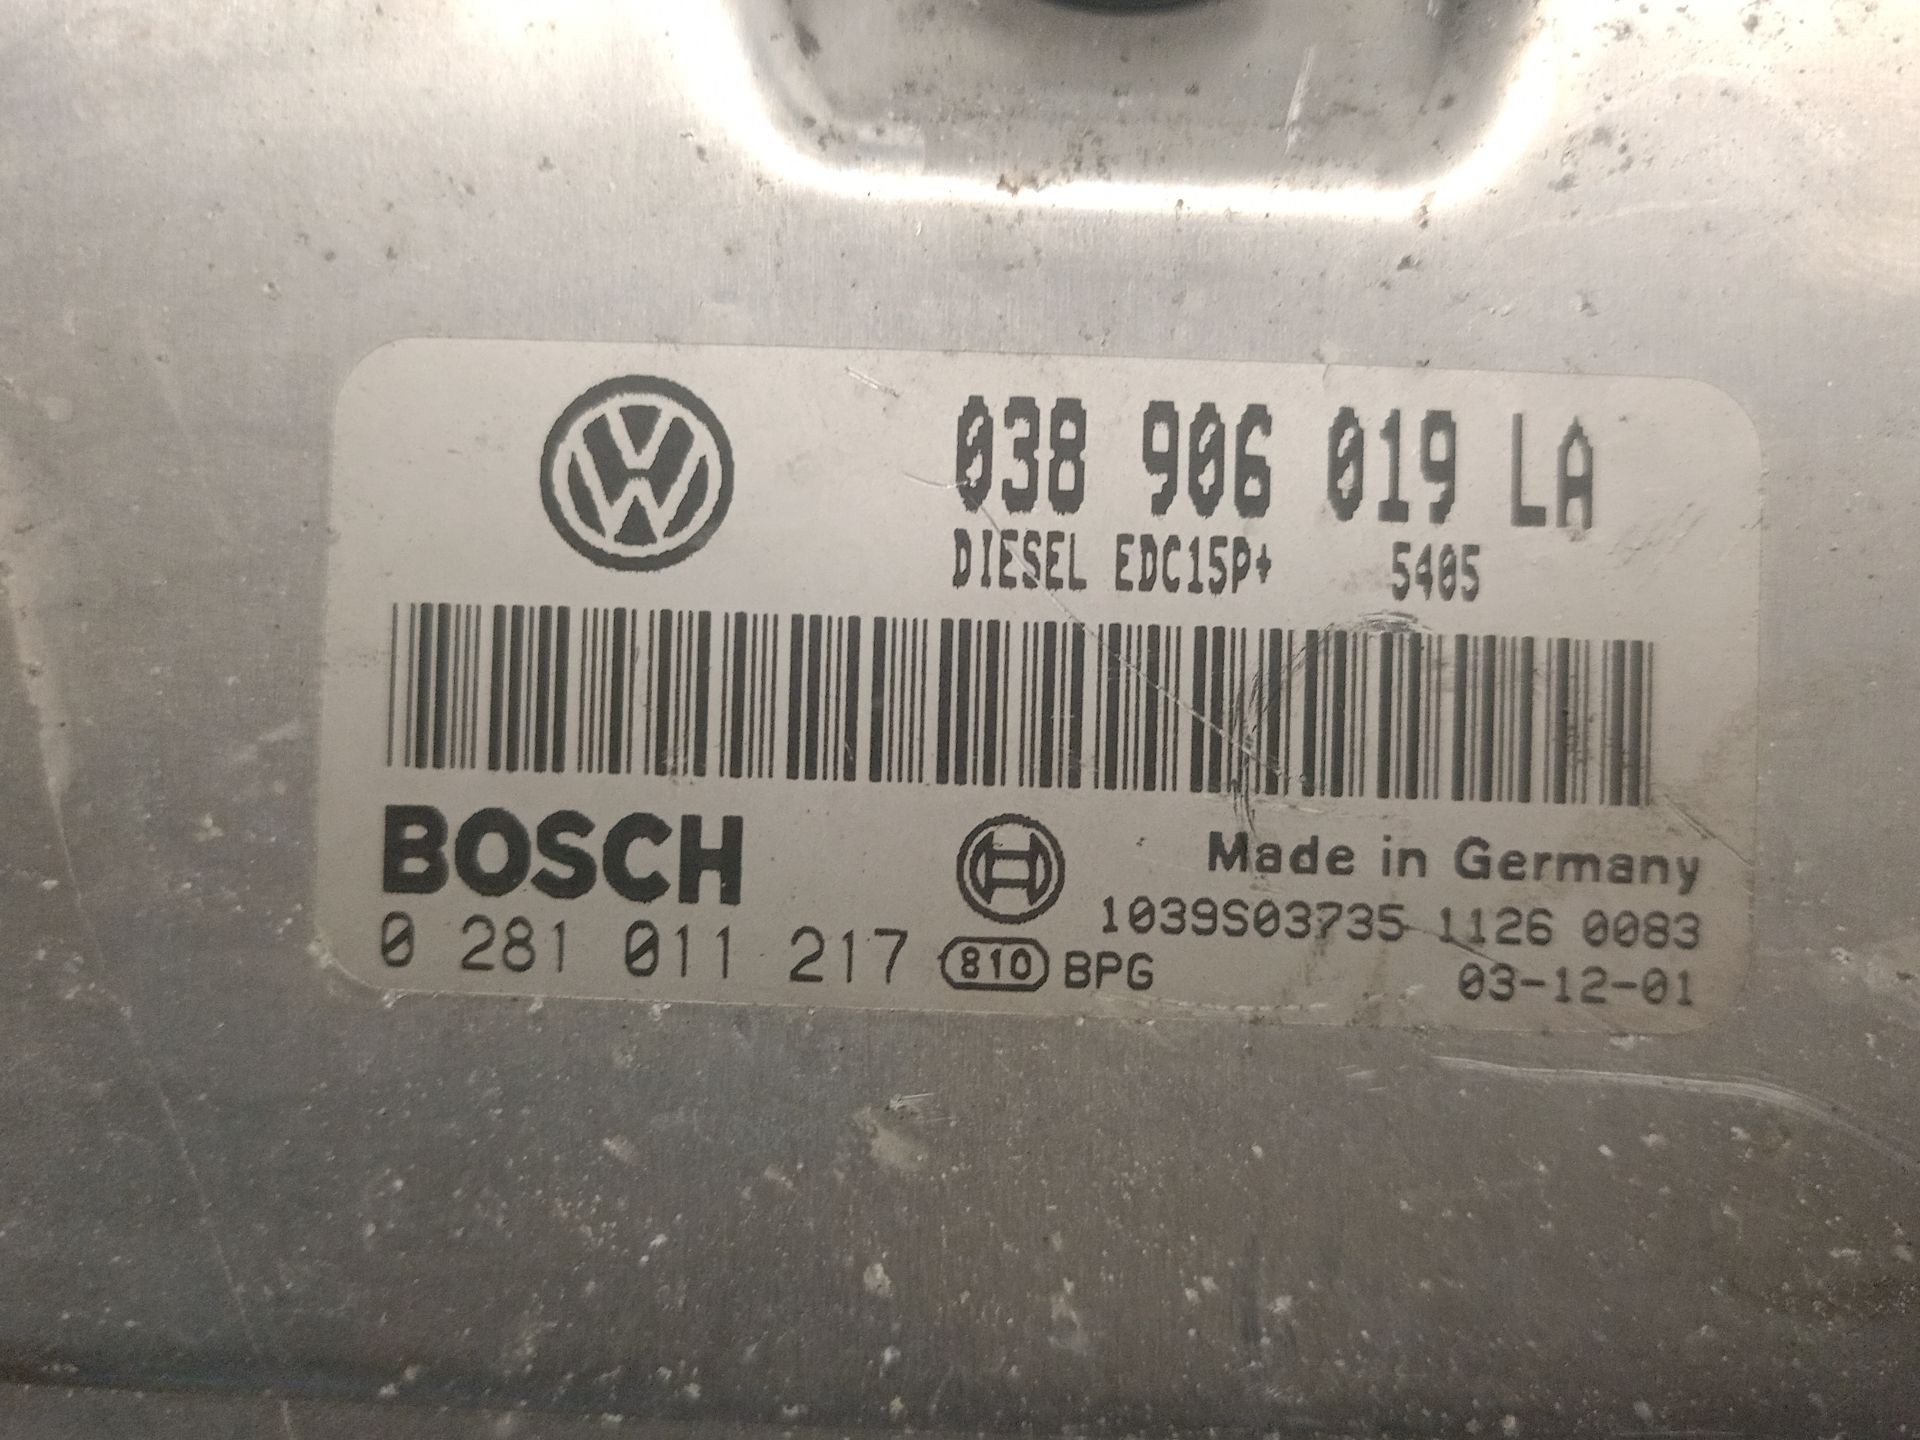 038 906 019 LA
DIESEL EDC15P+ 5405
BOSCH
Made in Germany
1039S03735 1126 0083
0 281 011 217 810 BPG
03-12-01